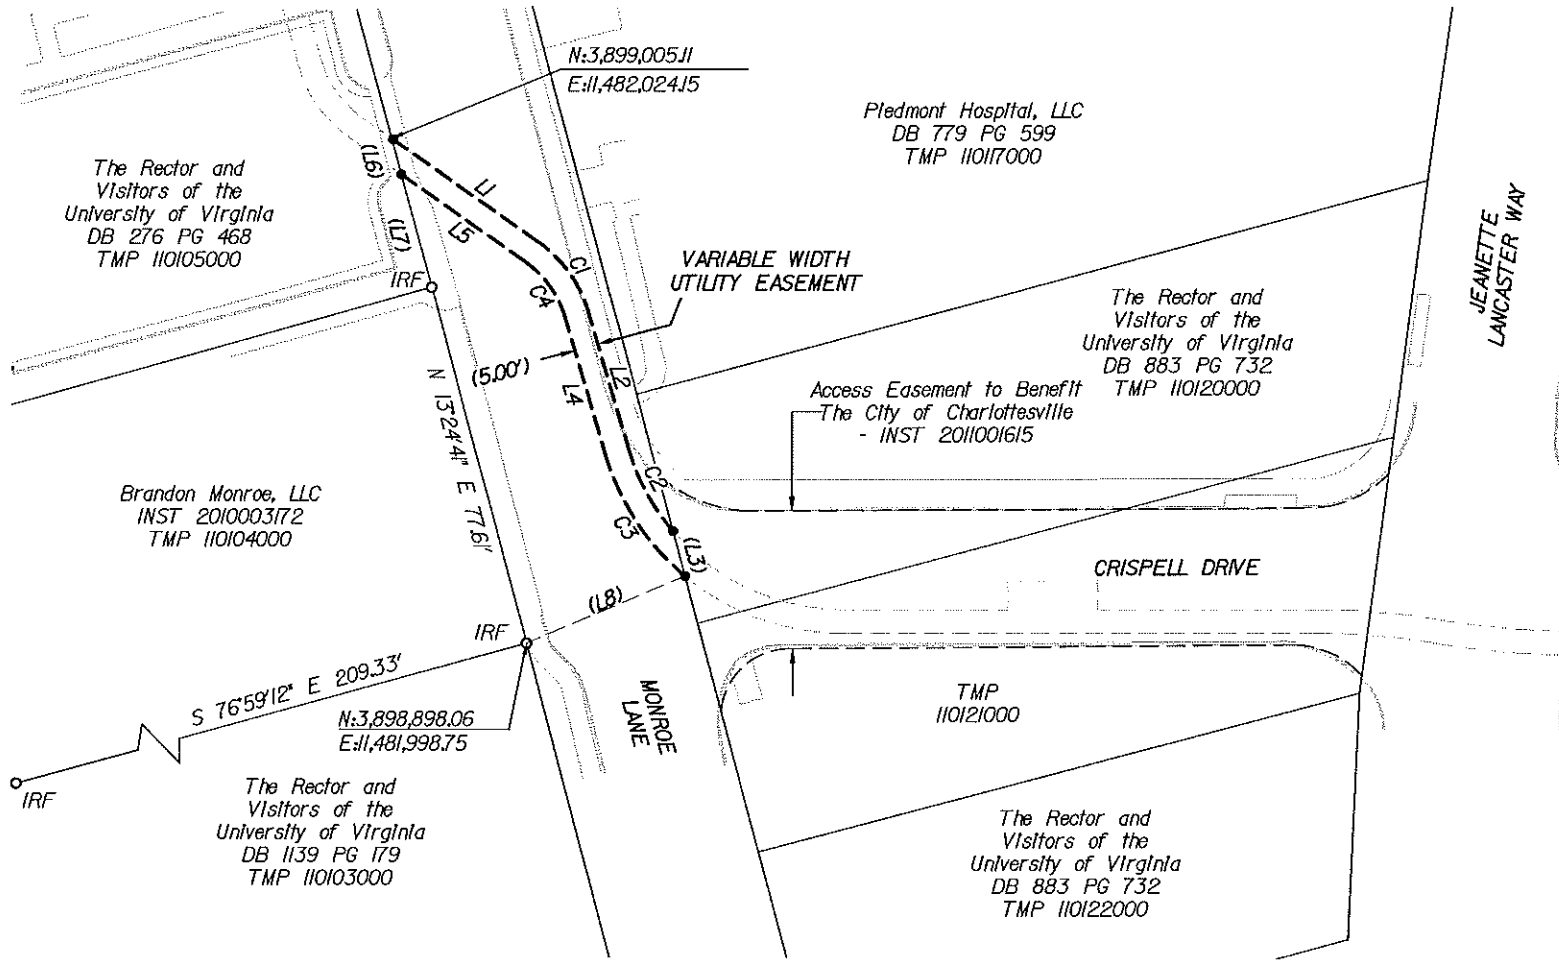 N:3,899,005.11
E:11,482,024.15
Piedmont Hospital, LLC
DB 779 PG 599
TMP 110117000
The Rector and
Visitors of the
University of Virginia
DB 276 PG 468
TMP 110105000
(L6)
L1
L5
(L7)
IRF
C1
C4
VARIABLE WIDTH
UTILITY EASEMENT
JEANETTE
LANCASTER WAY
The Rector and
Visitors of the
University of Virginia
DB 883 PG 732
TMP 110120000
(5.00')
L2
L4
Access Easement to Benefit
The City of Charlottesville
- INST 2011001615
N 13°24'41" E 77.61'
Brandon Monroe, LLC
INST 2010003172
TMP 110104000
C2
C3
(L3)
CRISPELL DRIVE
(L8)
IRF
S 76°59'12" E 209.33'
N:3,898,898.06
E:11,481,998.75
MONROE
LANE
TMP
110121000
IRF
The Rector and
Visitors of the
University of Virginia
DB 1139 PG 179
TMP 110103000
The Rector and
Visitors of the
University of Virginia
DB 883 PG 732
TMP 110122000